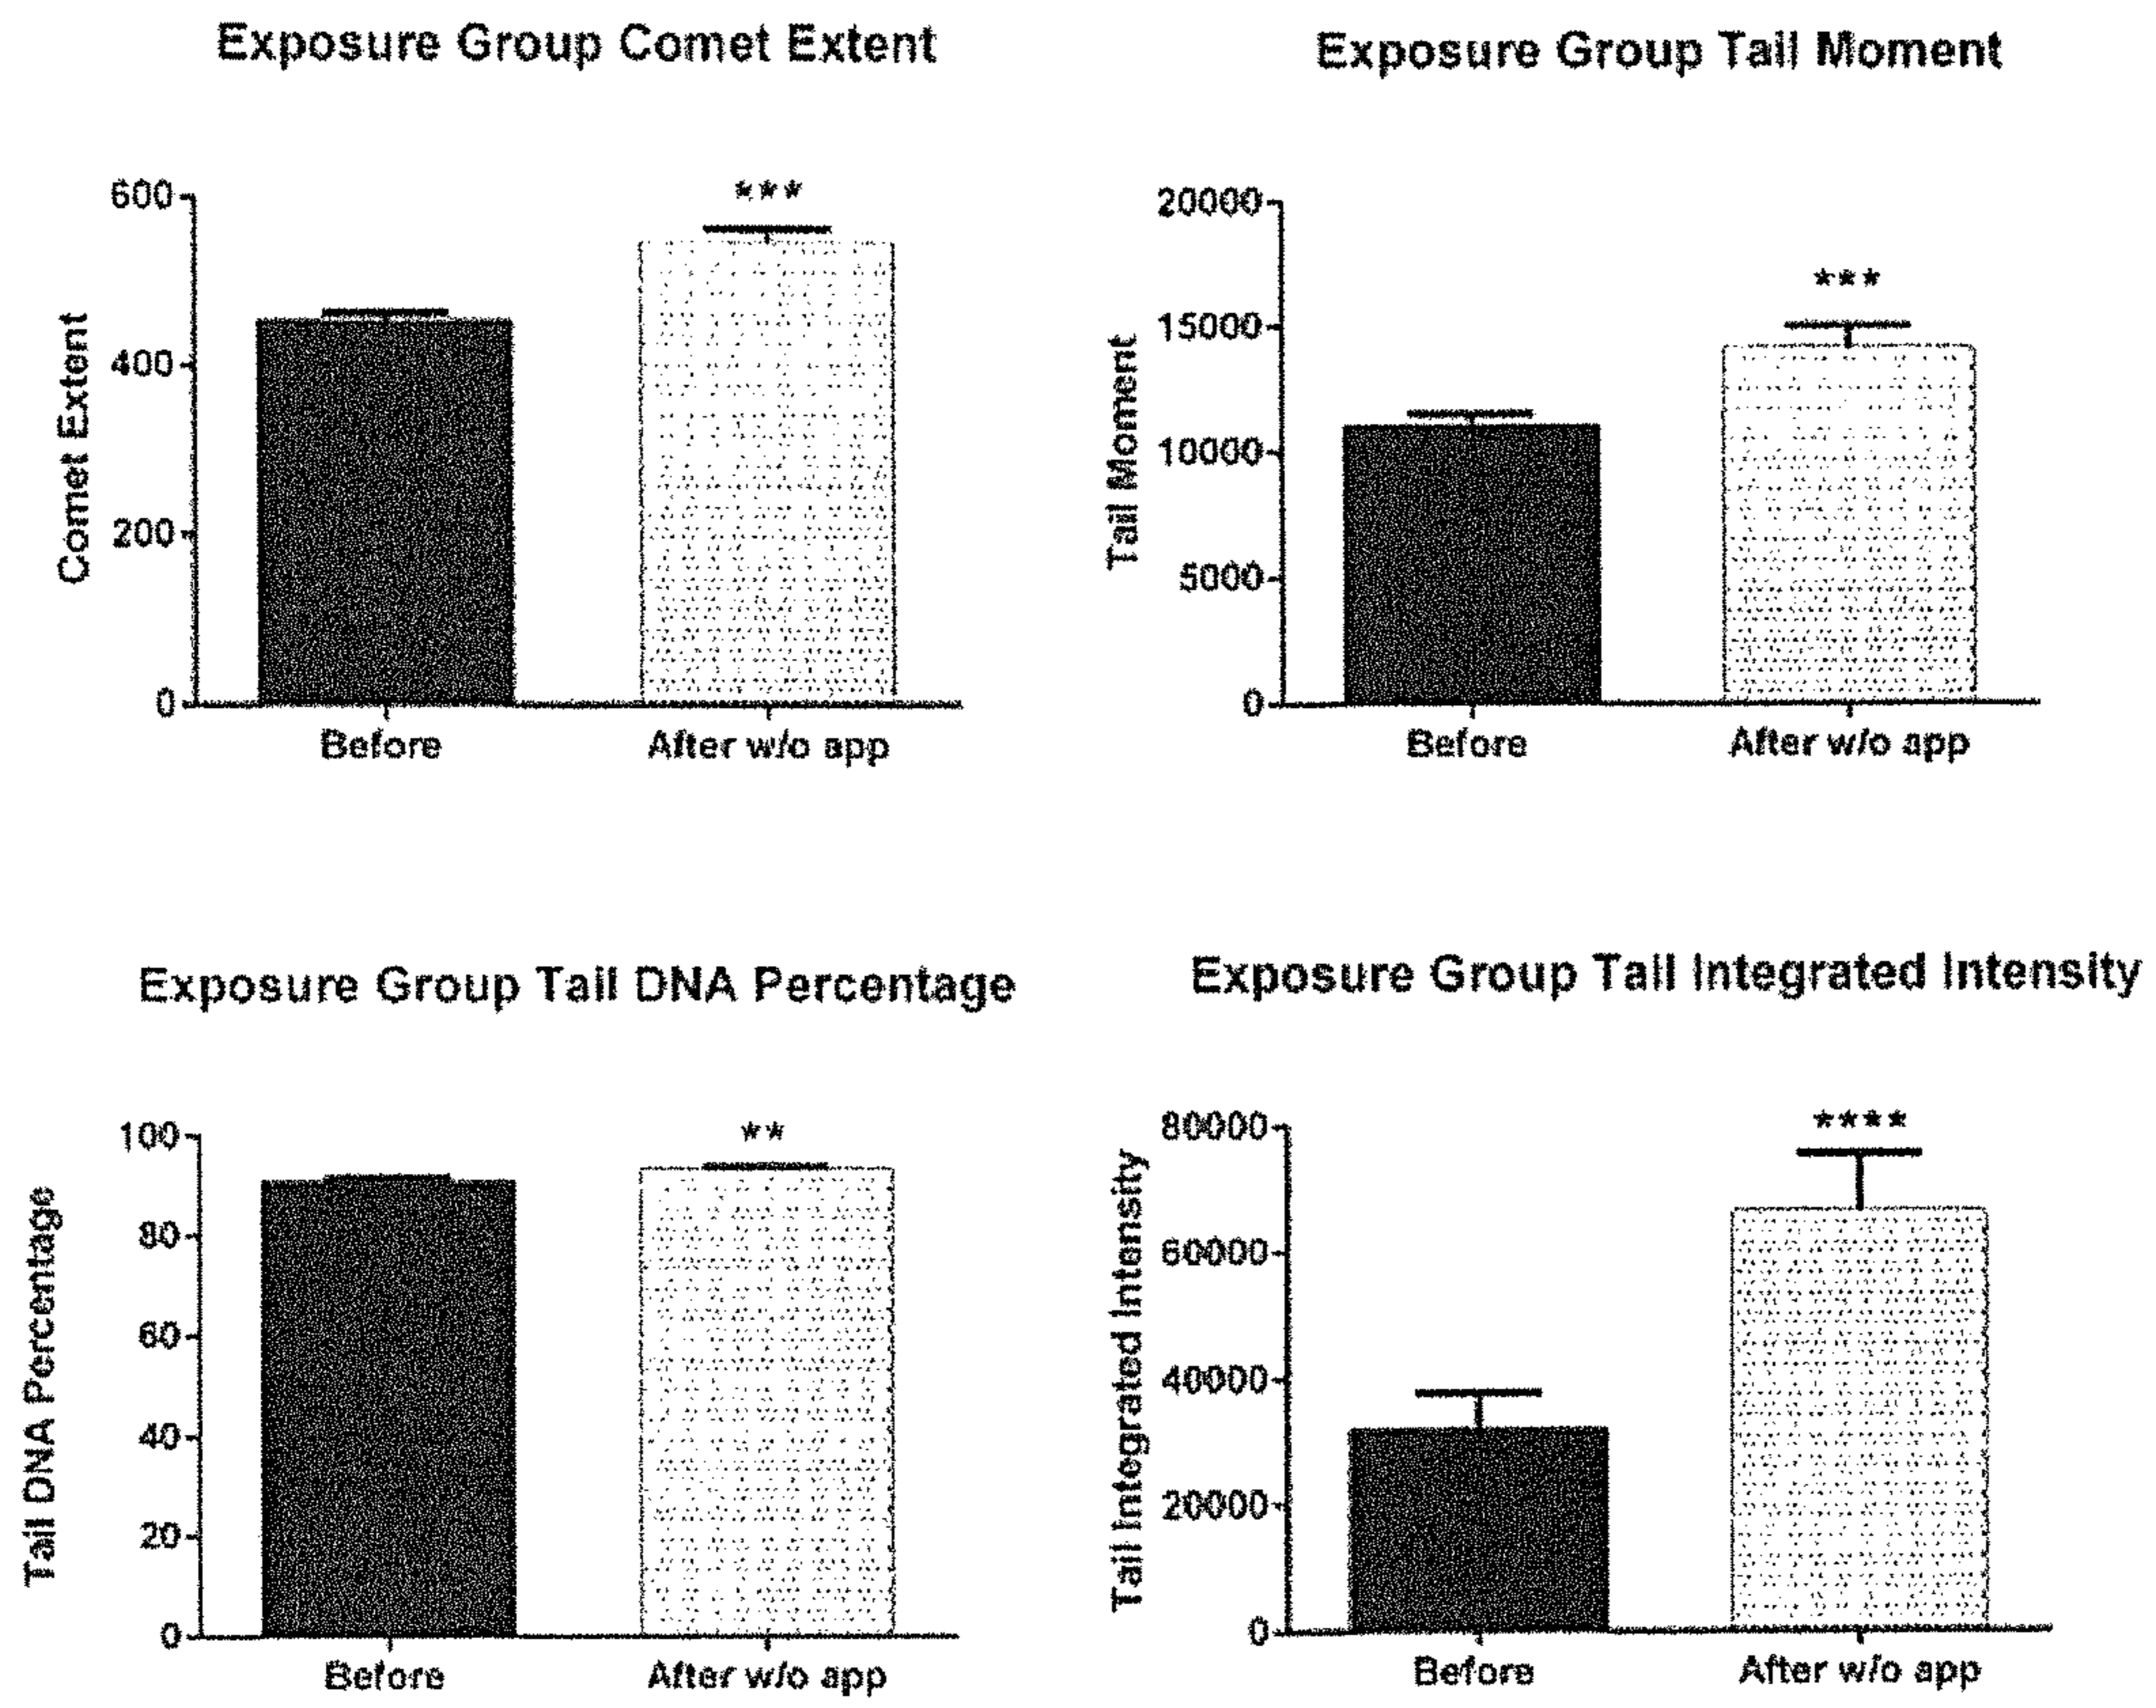 Exposure Group Comet Extent
***
600
400
200
0
Comet Extent
Before
After w/o app
Exposure Group Tail Moment
***
20000
15000
10000
5000
0
Tail Moment
Before
After w/o app
Exposure Group Tail DNA Percentage
**
100
80
60
40
20
0
Tail DNA Percentage
Before
After w/o app
Exposure Group Tail Integrated Intensity
****
80000
60000
40000
20000
0
Tail Integrated Intensity
Before
After w/o app